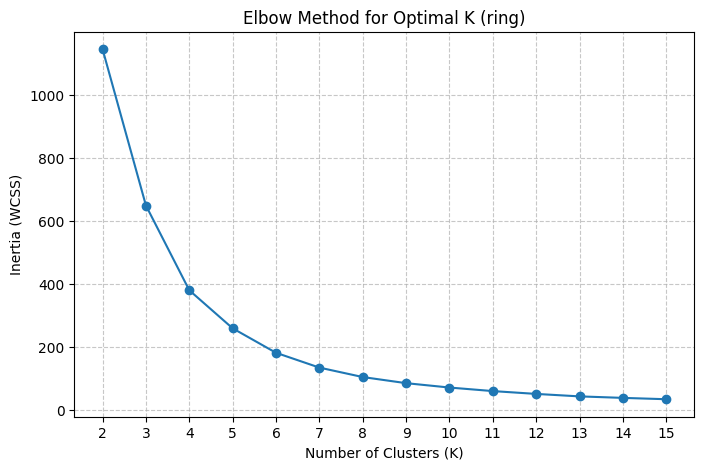 Elbow Method for Optimal K (ring)
Inertia (WCSS)
1000
800
600
400
200
0
2 3 4 5 6 7 8 9 10 11 12 13 14 15
Number of Clusters (K)